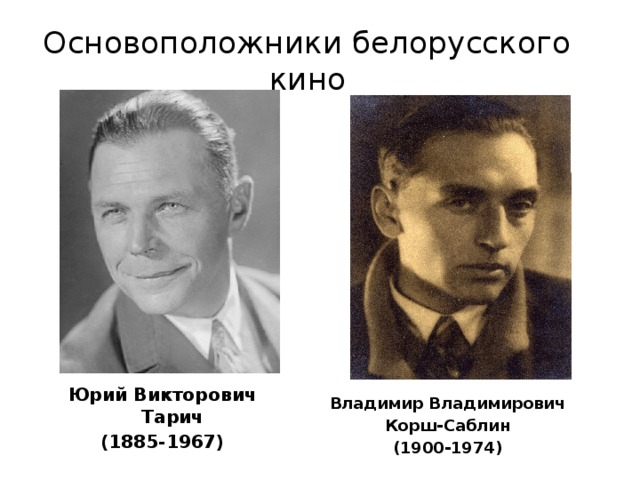 Основоположники белорусского
кино
Юрий Викторович
Тарич
(1885-1967)
Владимир Владимирович
Корш-Саблин
(1900-1974)